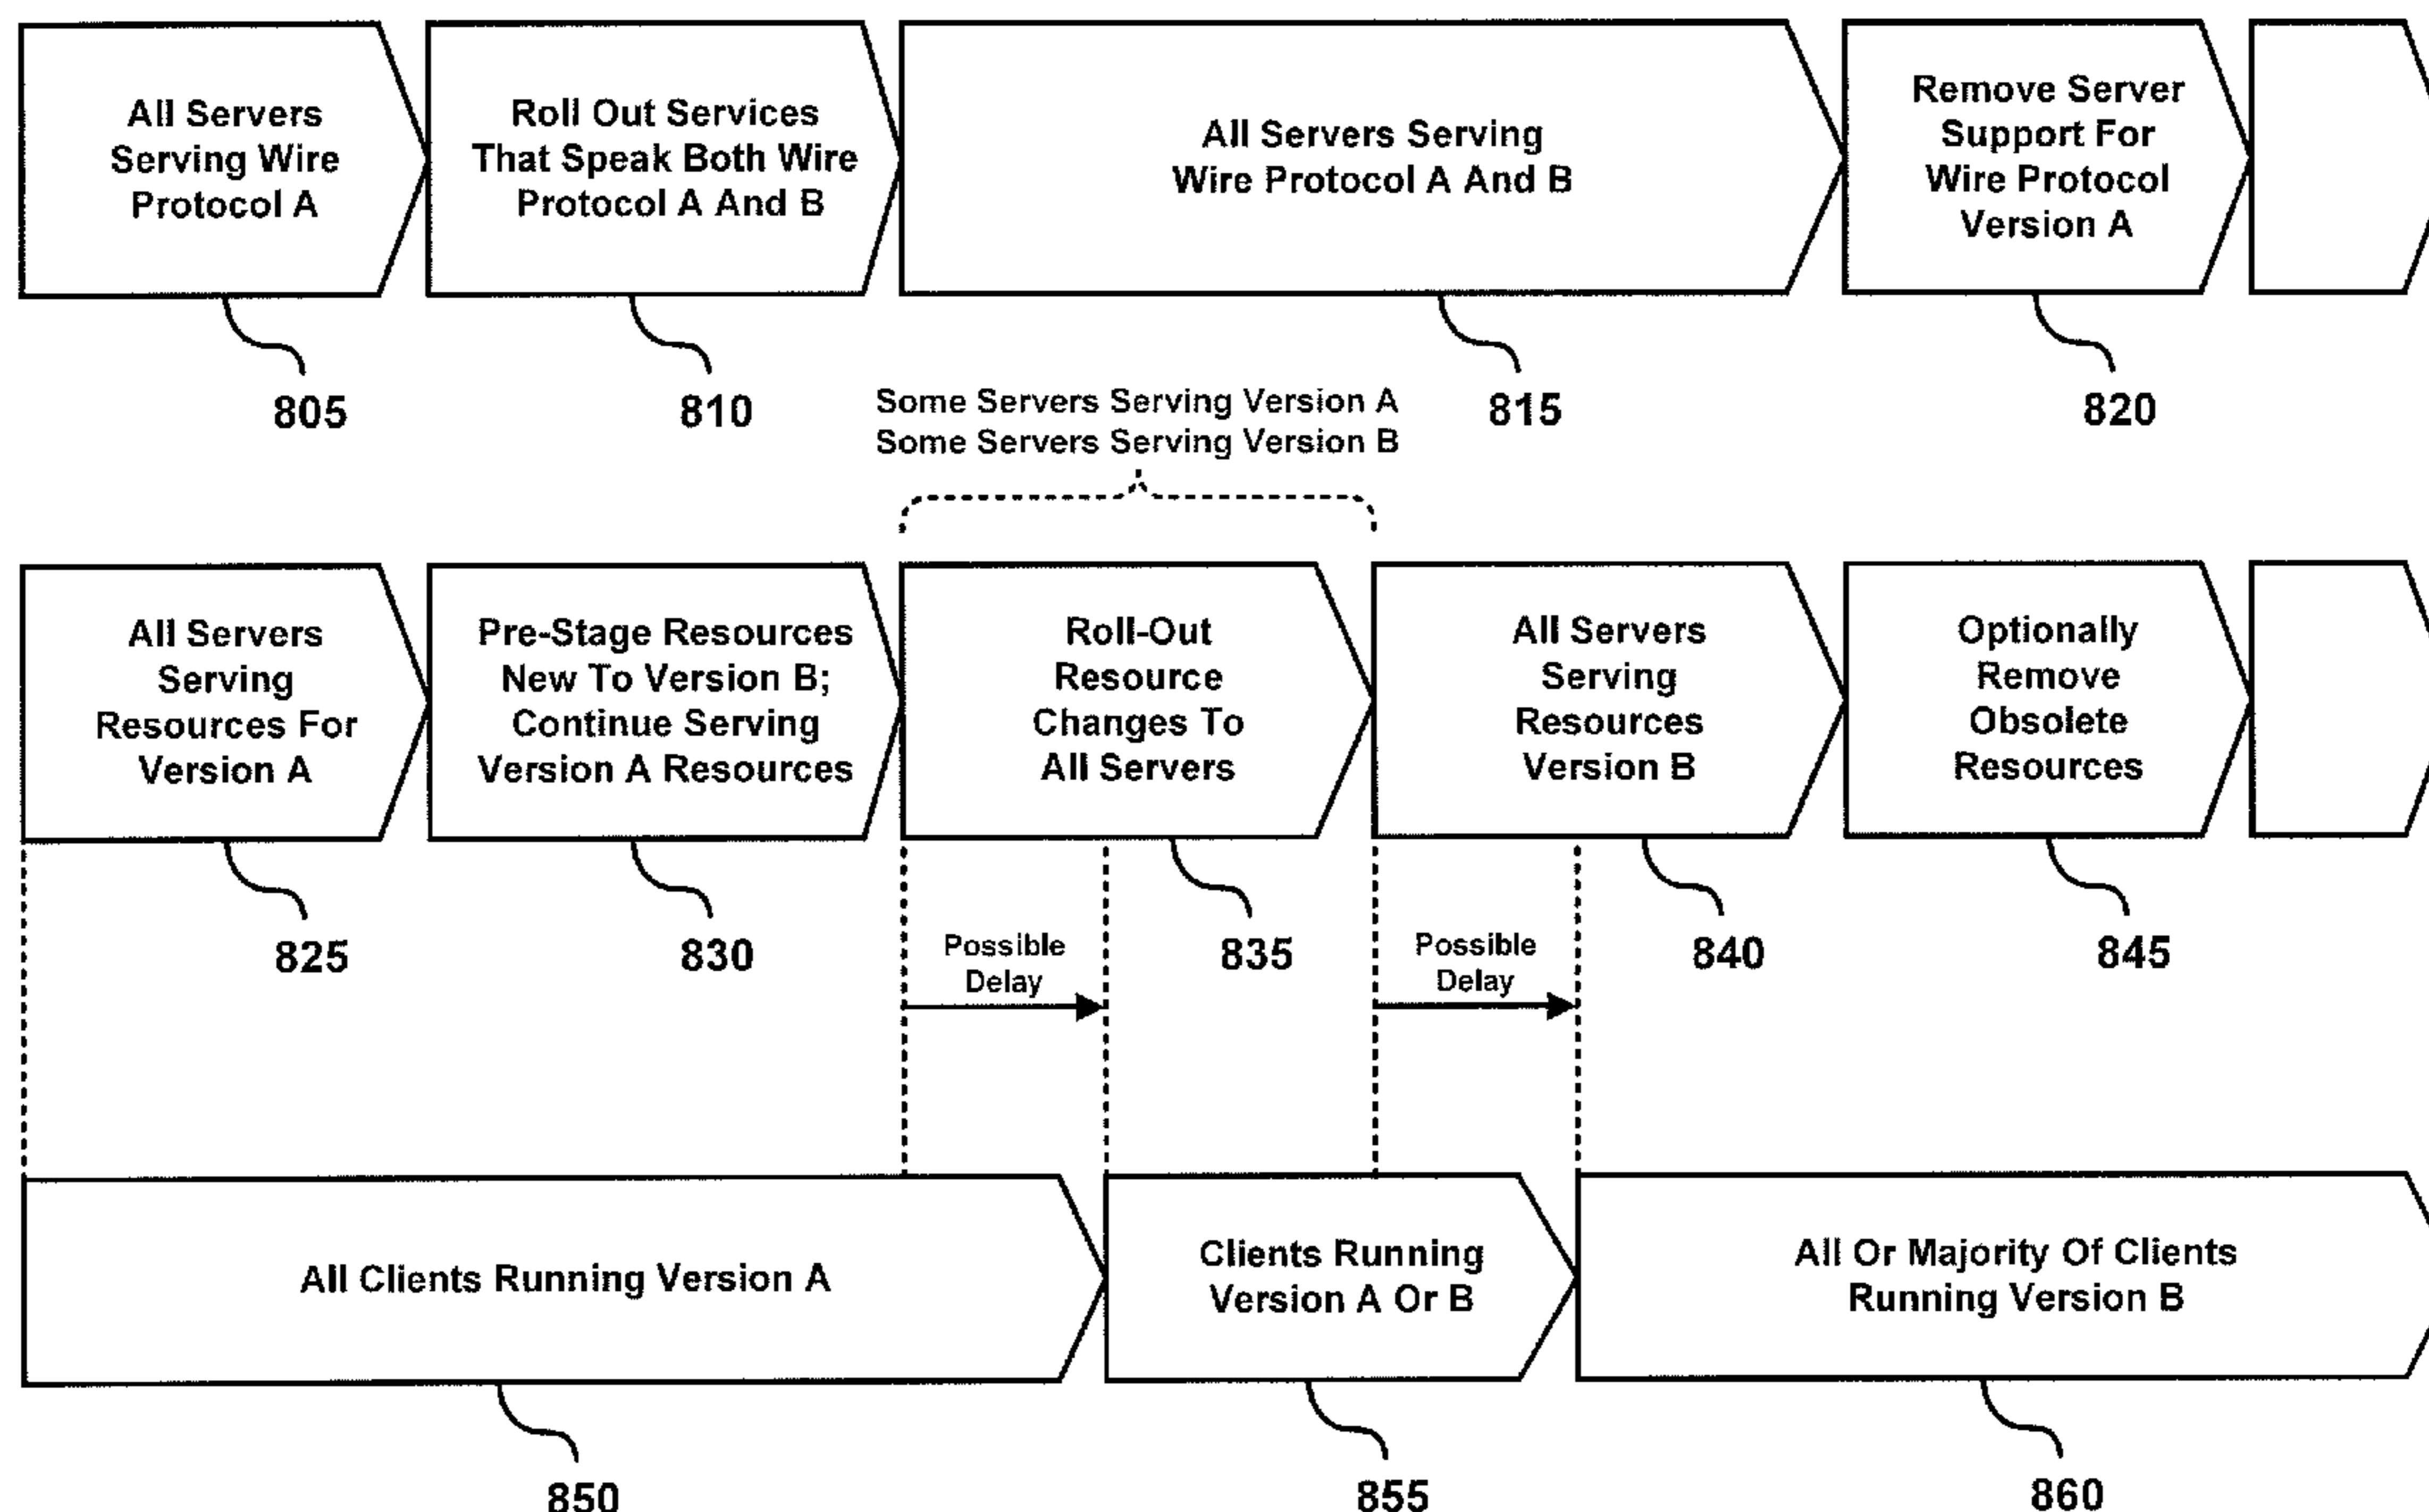 All Servers
Serving Wire
Protocol A
Roll Out Services
That Speak Both Wire
Protocol A And B
All Servers Serving
Wire Protocol A And B
Remove Server
Support For
Wire Protocol
Version A
805
810
815
820
Some Servers Serving Version A
Some Servers Serving Version B
All Servers
Serving
Resources For
Version A
Pre-Stage Resources
New To Version B;
Continue Serving
Version A Resources
Roll-Out
Resource
Changes To
All Servers
All Servers
Serving
Resources
Version B
Optionally
Remove
Obsolete
Resources
825
830
835
840
845
Possible
Delay
Possible
Delay
All Clients Running Version A
Clients Running
Version A Or B
All Or Majority Of Clients
Running Version B
850
855
860